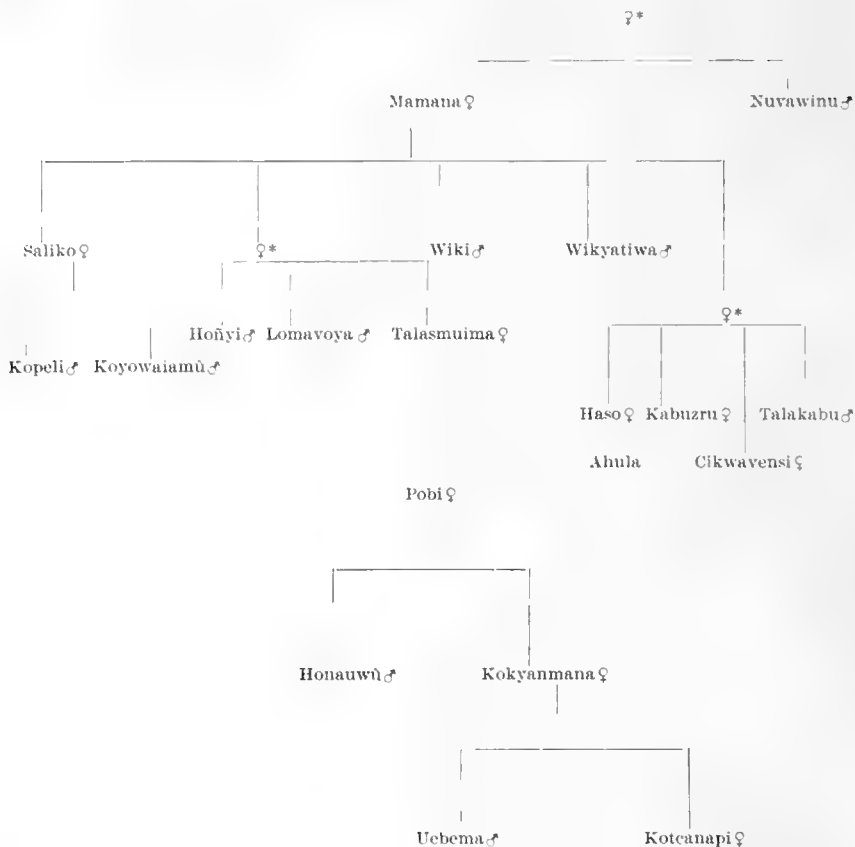 ♀*
Mamana♀ Nuvawinu♂
Saliko♀ ♀* Wiki♂ Wikyatiwa♂
♀*
Hoñyi♂ Lomavoya♂ Talasmuima♀
Kopeli♂ Koyowaiamû♂
Haso♀ Kabuzru♀ Talakabu♂
Ahula Cikwavensi♀
Pobi♀
Honauwû♂ Kokyanmana♀
Uebema♂ Kotcanapi♀